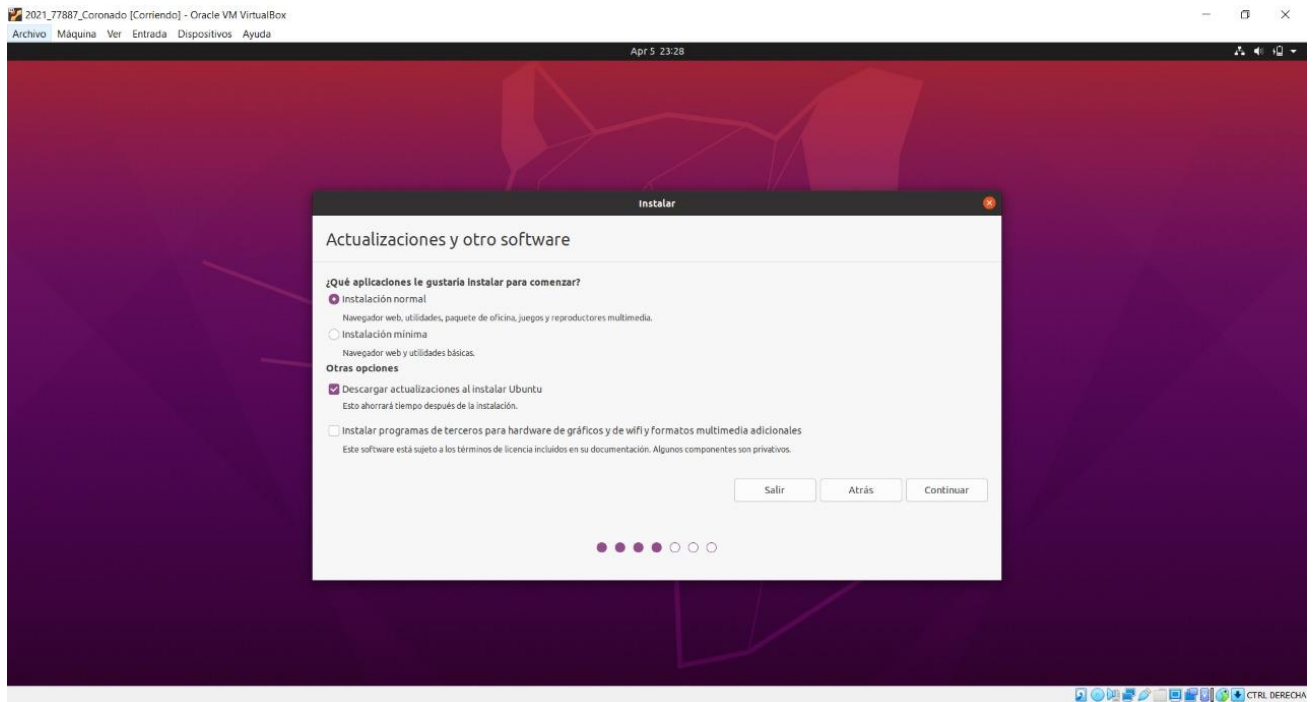 2021_77887_Coronado [Corriendo] - Oracle VM VirtualBox
Archivo Máquina Ver Entrada Dispositivos Ayuda
Apr 5 23:28
Instalar
Actualizaciones y otro software
¿Qué aplicaciones le gustaría instalar para comenzar?
Instalación normal
Navegador web, utilidades, paquete de oficina, juegos y reproductores multimedia.
Instalación mínima
Navegador web y utilidades básicas.
Otras opciones
Descargar actualizaciones al instalar Ubuntu
Esto ahorrará tiempo después de la instalación.
Instalar programas de terceros para hardware de gráficos y de wifi y formatos multimedia adicionales
Este software está sujeto a los términos de licencia incluidos en su documentación. Algunos componentes son privativos.
Salir Atrás Continuar
CTRL DERECHA